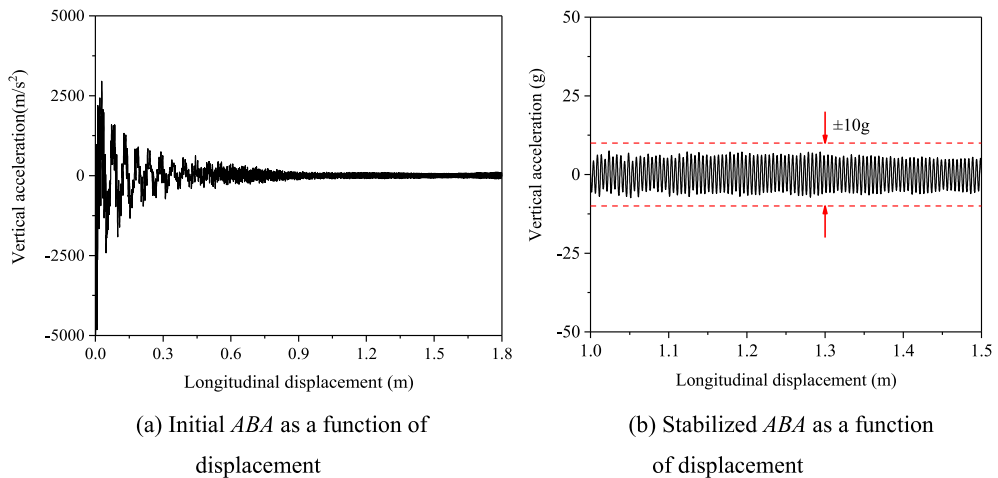 Vertical acceleration(m/s²)
5000
2500
0
-2500
-5000
0.0 0.3 0.6 0.9 1.2 1.5 1.8
Longitudinal displacement (m)
(a) Initial ABA as a function of
displacement
Vertical acceleration (g)
50
25
0
-25
-50
±10g
1.0 1.1 1.2 1.3 1.4 1.5
Longitudinal displacement (m)
(b) Stabilized ABA as a function
of displacement